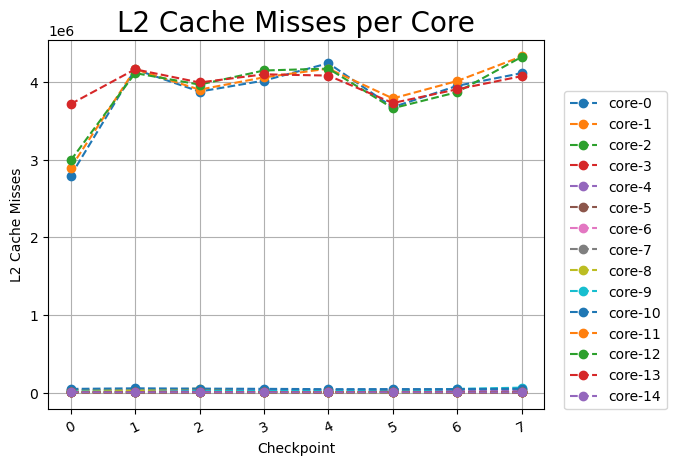 L2 Cache Misses per Core
1e6
4
3
2
1
0
L2 Cache Misses
0 1 2 3 4 5 6 7
Checkpoint
core-0
core-1
core-2
core-3
core-4
core-5
core-6
core-7
core-8
core-9
core-10
core-11
core-12
core-13
core-14